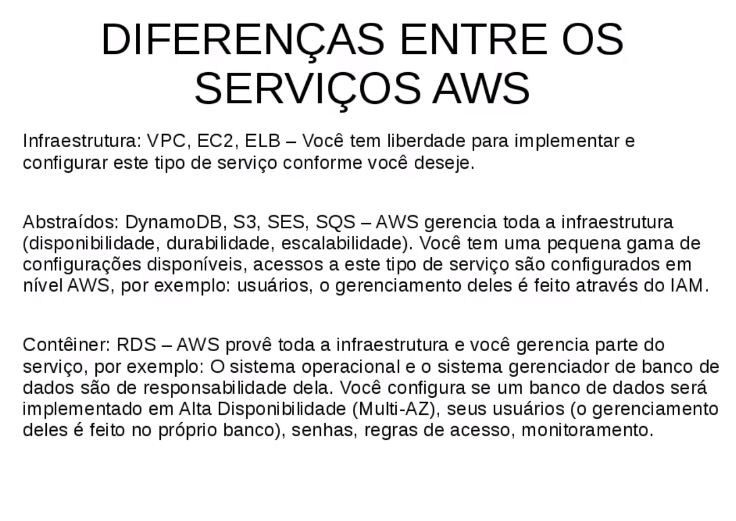 DIFERENÇAS ENTRE OS
SERVIÇOS AWS
Infraestrutura: VPC, EC2, ELB – Você tem liberdade para implementar e
configurar este tipo de serviço conforme você deseje.
Abstraídos: DynamoDB, S3, SES, SQS – AWS gerencia toda a infraestrutura
(disponibilidade, durabilidade, escalabilidade). Você tem uma pequena gama de
configurações disponíveis, acessos a este tipo de serviço são configurados em
nível AWS, por exemplo: usuários, o gerenciamento deles é feito através do IAM.
Contêiner: RDS – AWS provê toda a infraestrutura e você gerencia parte do
serviço, por exemplo: O sistema operacional e o sistema gerenciador de banco de
dados são de responsabilidade dela. Você configura se um banco de dados será
implementado em Alta Disponibilidade (Multi-AZ), seus usuários (o gerenciamento
deles é feito no próprio banco), senhas, regras de acesso, monitoramento.